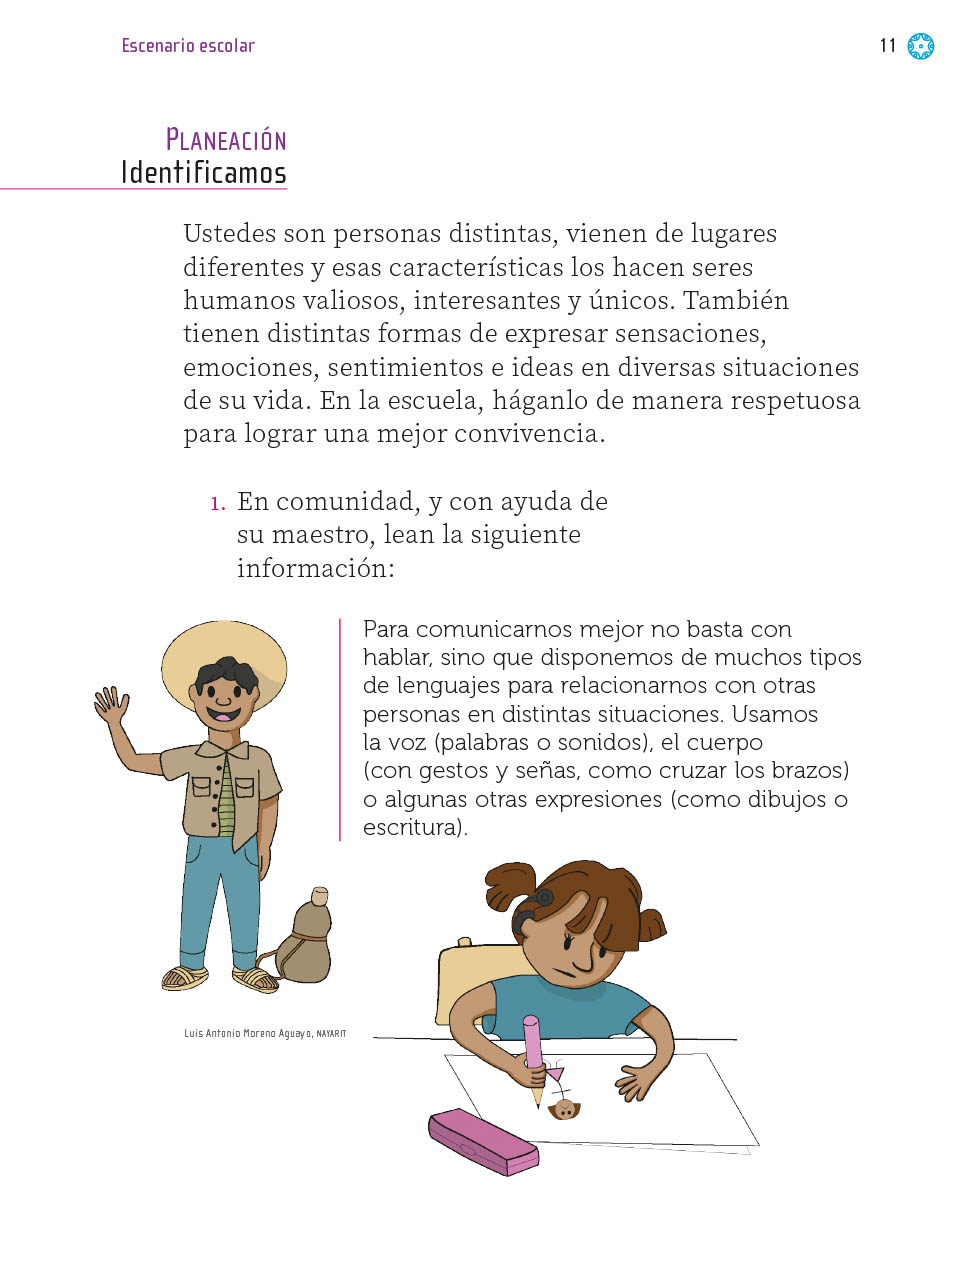 Escenario escolar
11
PLANEACIÓN
Identificamos
Ustedes son personas distintas, vienen de lugares
diferentes y esas características los hacen seres
humanos valiosos, interesantes y únicos. También
tienen distintas formas de expresar sensaciones,
emociones, sentimientos e ideas en diversas situaciones
de su vida. En la escuela, háganlo de manera respetuosa
para lograr una mejor convivencia.
1. En comunidad, y con ayuda de
su maestro, lean la siguiente
información:
Para comunicarnos mejor no basta con
hablar, sino que disponemos de muchos tipos
de lenguajes para relacionarnos con otras
personas en distintas situaciones. Usamos
la voz (palabras o sonidos), el cuerpo
(con gestos y señas, como cruzar los brazos)
o algunas otras expresiones (como dibujos o
escritura).
Luis Antonio Moreno Aguayo, NAYARIT